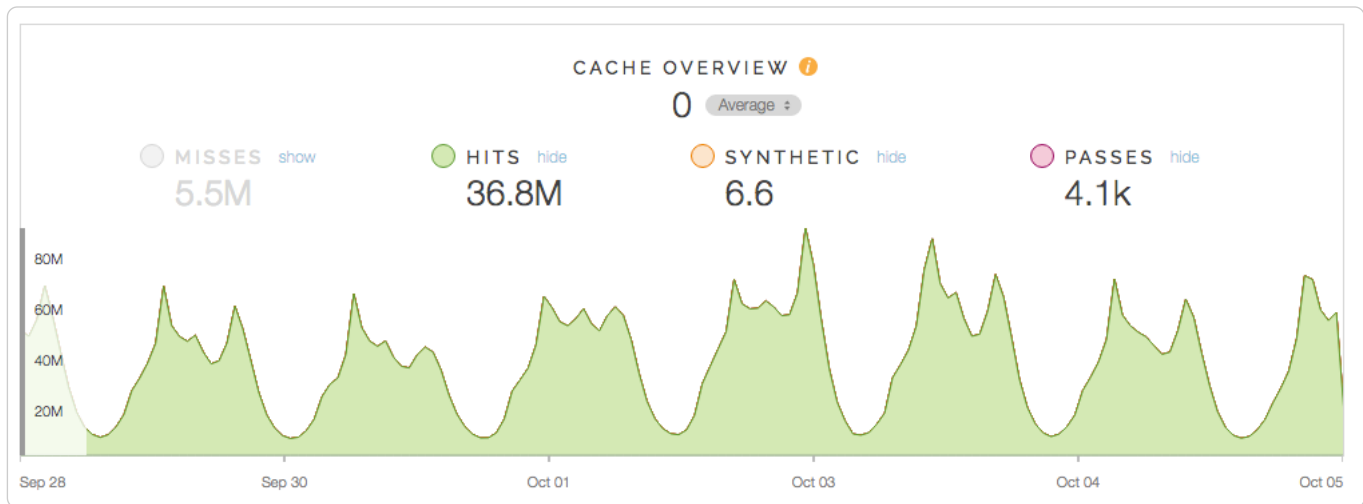 CACHE OVERVIEW i
0 Average
MISSES show HITS hide SYNTHETIC hide PASSES hide
5.5M 36.8M 6.6 4.1k
80M
60M
40M
20M
Sep 28 Sep 30 Oct 01 Oct 03 Oct 04 Oct 05